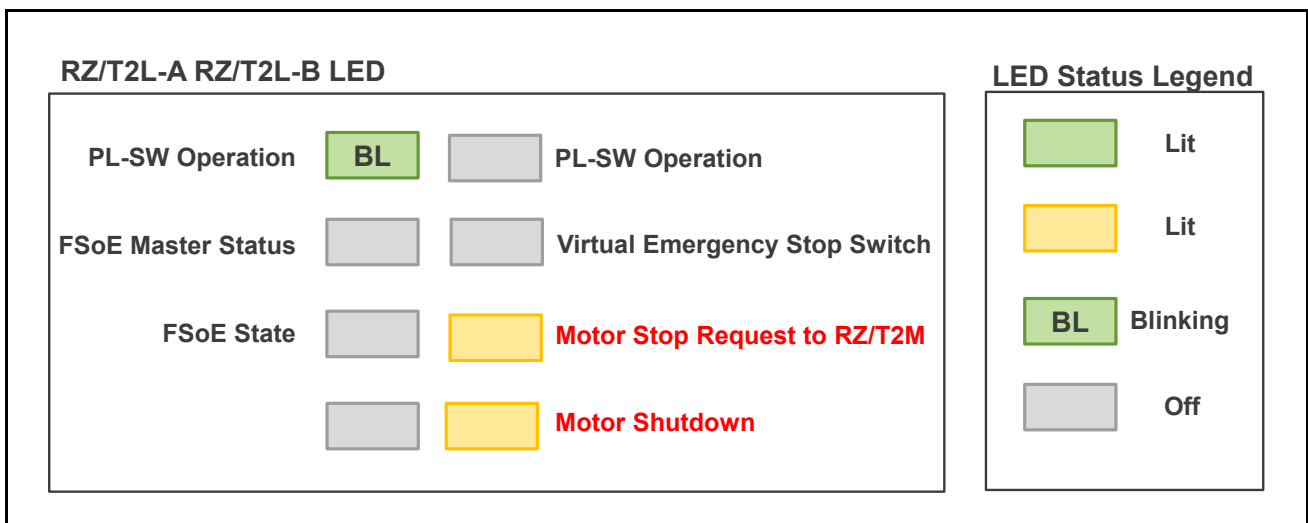 RZ/T2L-A RZ/T2L-B LED
PL-SW Operation BL PL-SW Operation
FSoE Master Status Virtual Emergency Stop Switch
FSoE State Motor Stop Request to RZ/T2M
Motor Shutdown
LED Status Legend
Lit
Lit
BL Blinking
Off